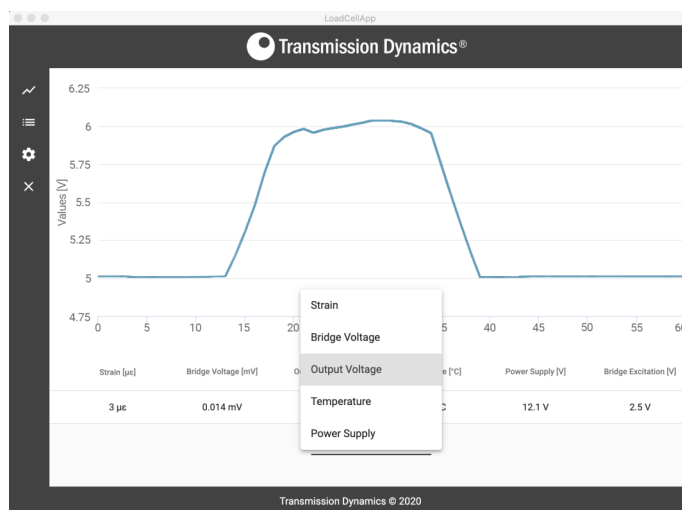 LoadCellApp
Transmission Dynamics®
6.25
6
5.75
5.5
5.25
5
4.75
Values [V]
0 5 10 15 20 5 40 45 50 55 60
Strain
Bridge Voltage
Output Voltage
Temperature
Power Supply
Strain [με] Bridge Voltage [mV] O e [°C] Power Supply [V] Bridge Excitation [V]
3 με 0.014 mV C 12.1 V 2.5 V
Transmission Dynamics © 2020